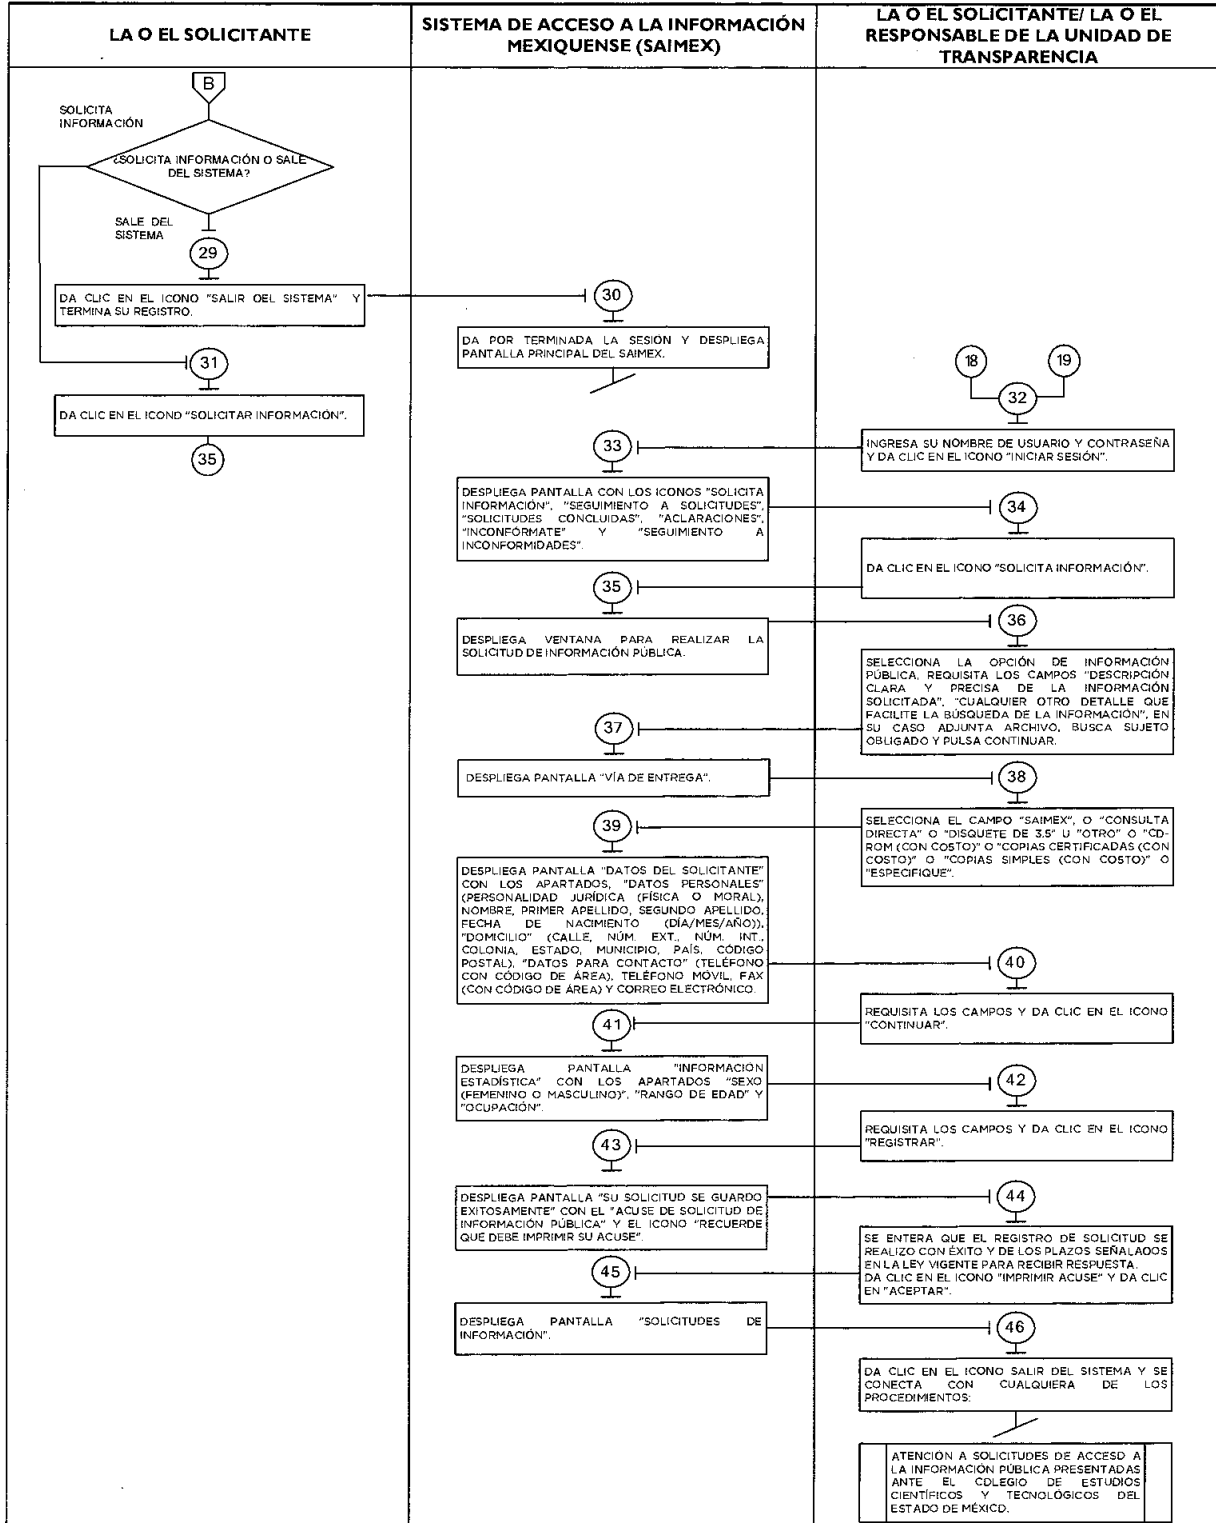 LA O EL SOLICITANTE
SISTEMA DE ACCESO A LA INFORMACIÓN
MEXIQUENSE (SAIMEX)
LA O EL SOLICITANTE/ LA O EL
RESPONSABLE DE LA UNIDAD DE
TRANSPARENCIA
B
SOLICITA
INFORMACIÓN
¿SOLICITA INFORMACIÓN O SALE
DEL SISTEMA?
SALE DEL
SISTEMA
29
DA CLIC EN EL ICONO "SALIR OEL SISTEMA" Y
TERMINA SU REGISTRO.
30
DA POR TERMINADA LA SESIÓN Y DESPLIEGA
PANTALLA PRINCIPAL DEL SAIMEX.
31
DA CLIC EN EL ICOND "SOLICITAR INFORMACIÓN".
35
18
19
32
INGRESA SU NOMBRE DE USUARIO Y CONTRASEÑA
Y DA CLIC EN EL ICONO "INICIAR SESIÓN".
33
DESPLIEGA PANTALLA CON LOS ICONOS "SOLICITA
INFORMACIÓN", "SEGUIMIENTO A SOLICITUDES",
"SOLICITUDES CONCLUIDAS", "ACLARACIONES",
"INCONFÓRMATE" Y "SEGUIMIENTO A
INCONFORMIDADES".
34
DA CLIC EN EL ICONO "SOLICITA INFORMACIÓN".
35
DESPLIEGA VENTANA PARA REALIZAR LA
SOLICITUD DE INFORMACIÓN PÚBLICA.
36
SELECCIONA LA OPCIÓN DE INFORMACIÓN
PÚBLICA, REQUISITA LOS CAMPOS "DESCRIPCIÓN
CLARA Y PRECISA DE LA INFORMACIÓN
SOLICITADA", "CUALQUIER OTRO DETALLE QUE
FACILITE LA BÚSQUEDA DE LA INFORMACIÓN", EN
SU CASO ADJUNTA ARCHIVO, BUSCA SUJETO
OBLIGADO Y PULSA CONTINUAR.
37
DESPLIEGA PANTALLA "VÍA DE ENTREGA".
38
SELECCIONA EL CAMPO "SAIMEX", O "CONSULTA
DIRECTA" O "DISQUETE DE 3.5" U "OTRO" O "CD-
ROM (CON COSTO)" O "COPIAS CERTIFICADAS (CON
COSTO)" O "COPIAS SIMPLES (CON COSTO)" O
"ESPECIFIQUE".
39
DESPLIEGA PANTALLA "DATOS DEL SOLICITANTE"
CON LOS APARTADOS, "DATOS PERSONALES"
(PERSONALIDAD JURÍDICA (FÍSICA O MORAL),
NOMBRE, PRIMER APELLIDO, SEGUNDO APELLIDO,
FECHA DE NACIMIENTO (DÍA/MES/AÑO)),
"DOMICILIO" (CALLE, NÚM. EXT., NÚM. INT.,
COLONIA, ESTADO, MUNICIPIO, PAÍS, CÓDIGO
POSTAL), "DATOS PARA CONTACTO" (TELÉFONO
CON CÓDIGO DE ÁREA), TELÉFONO MÓVIL, FAX
(CON CÓDIGO DE ÁREA) Y CORREO ELECTRÓNICO.
40
REQUISITA LOS CAMPOS Y DA CLIC EN EL ICONO
"CONTINUAR".
41
DESPLIEGA PANTALLA "INFORMACIÓN
ESTADÍSTICA" CON LOS APARTADOS "SEXO
(FEMENINO O MASCULINO)", "RANGO DE EDAD" Y
"OCUPACIÓN".
42
REQUISITA LOS CAMPOS Y DA CLIC EN EL ICONO
"REGISTRAR".
43
DESPLIEGA PANTALLA "SU SOLICITUD SE GUARDO
EXITOSAMENTE" CON EL "ACUSE DE SOLICITUD DE
INFORMACIÓN PÚBLICA" Y EL ICONO "RECUERDE
QUE DEBE IMPRIMIR SU ACUSE".
44
SE ENTERA QUE EL REGISTRO DE SOLICITUD SE
REALIZO CON ÉXITO Y DE LOS PLAZOS SEÑALADOS
EN LA LEY VIGENTE PARA RECIBIR RESPUESTA.
DA CLIC EN EL ICONO "IMPRIMIR ACUSE" Y DA CLIC
EN "ACEPTAR".
45
DESPLIEGA PANTALLA "SOLICITUDES DE
INFORMACIÓN".
46
DA CLIC EN EL ICONO SALIR DEL SISTEMA Y SE
CONECTA CON CUALQUIERA DE LOS
PROCEDIMIENTOS:
ATENCIÓN A SOLICITUDES DE ACCESO A
LA INFORMACIÓN PÚBLICA PRESENTADAS
ANTE EL COLEGIO DE ESTUDIOS
CIENTÍFICOS Y TECNOLÓGICOS DEL
ESTADO DE MÉXICO.